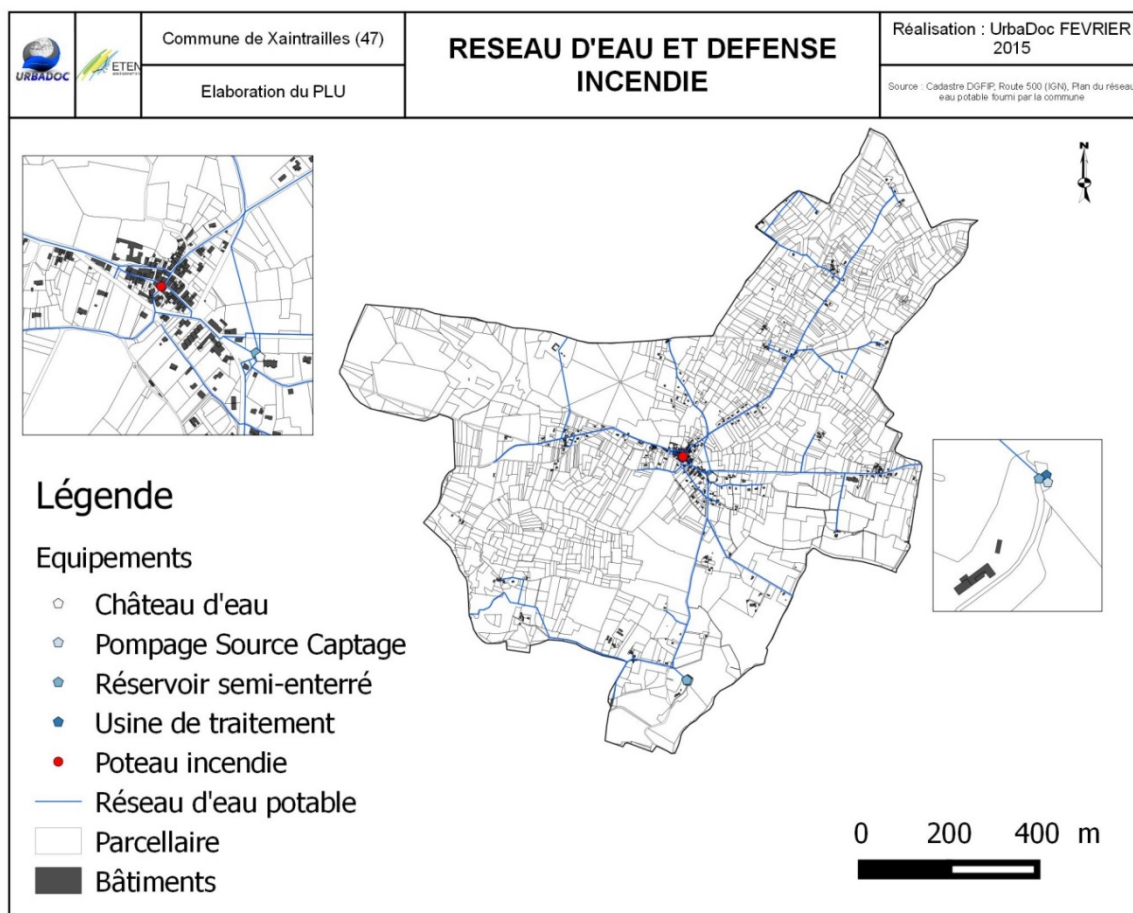 URBADOC
ETEN
Commune de Xaintrailles (47)
Elaboration du PLU
RESEAU D'EAU ET DEFENSE
INCENDIE
Réalisation : UrbaDoc FEVRIER
2015
Source : Cadastre DGFIP, Route 500 (IGN), Plan du réseau
eau potable fourni par la commune
N
Légende
Equipements
Château d'eau
Pompage Source Captage
Réservoir semi-enterré
Usine de traitement
Poteau incendie
Réseau d'eau potable
Parcellaire
Bâtiments
0 200 400 m